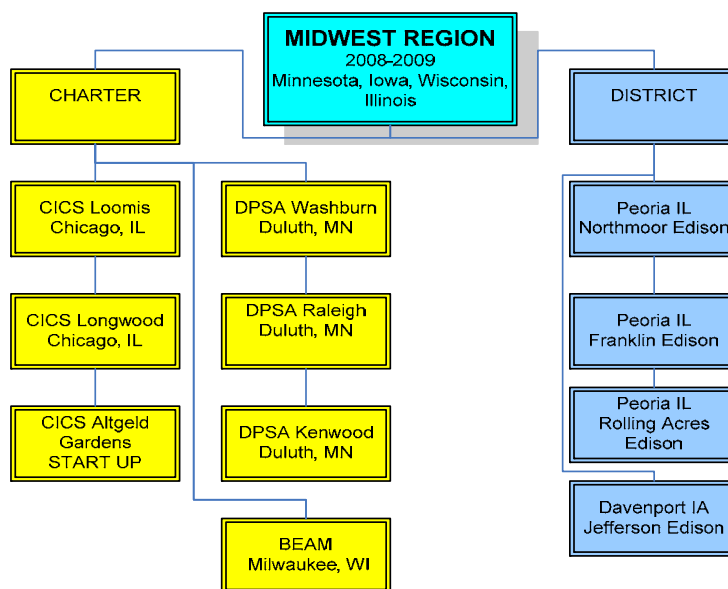 MIDWEST REGION
2008-2009
Minnesota, Iowa, Wisconsin,
Illinois
CHARTER
DISTRICT
CICS Loomis
Chicago, IL
DPSA Washburn
Duluth, MN
Peoria IL
Northmoor Edison
CICS Longwood
Chicago, IL
DPSA Raleigh
Duluth, MN
Peoria IL
Franklin Edison
CICS Altgeld
Gardens
START UP
DPSA Kenwood
Duluth, MN
Peoria IL
Rolling Acres
Edison
Davenport IA
Jefferson Edison
BEAM
Milwaukee, WI